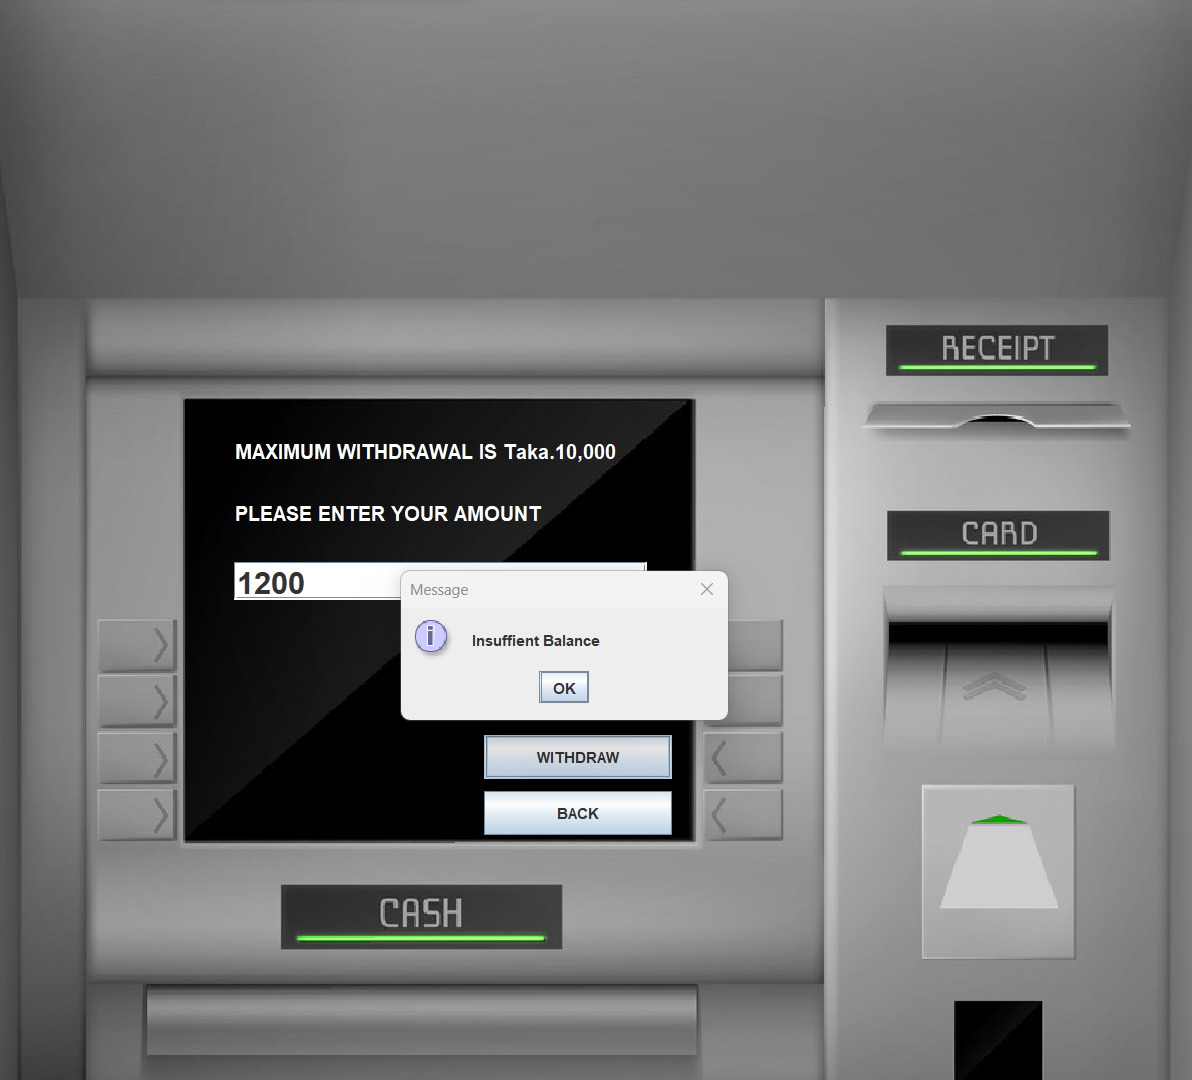 RECEIPT
MAXIMUM WITHDRAWAL IS Taka.10,000
PLEASE ENTER YOUR AMOUNT
CARD
1200
Message
Insuffient Balance
OK
WITHDRAW
BACK
CASH